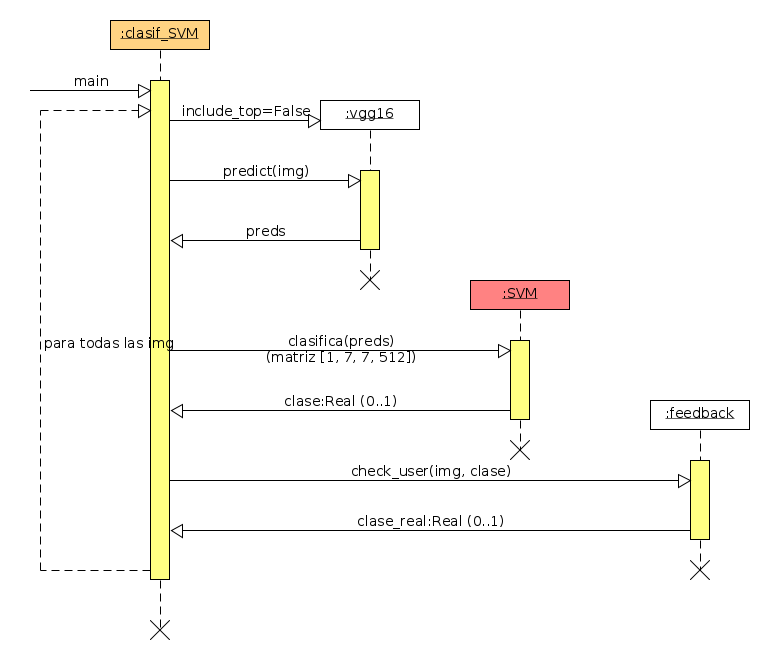 :clasif_SVM
main
include_top=False
:vgg16
predict(img)
preds
:SVM
para todas las img
clasifica(preds)
(matriz [1, 7, 7, 512])
clase:Real (0..1)
:feedback
check_user(img, clase)
clase_real:Real (0..1)